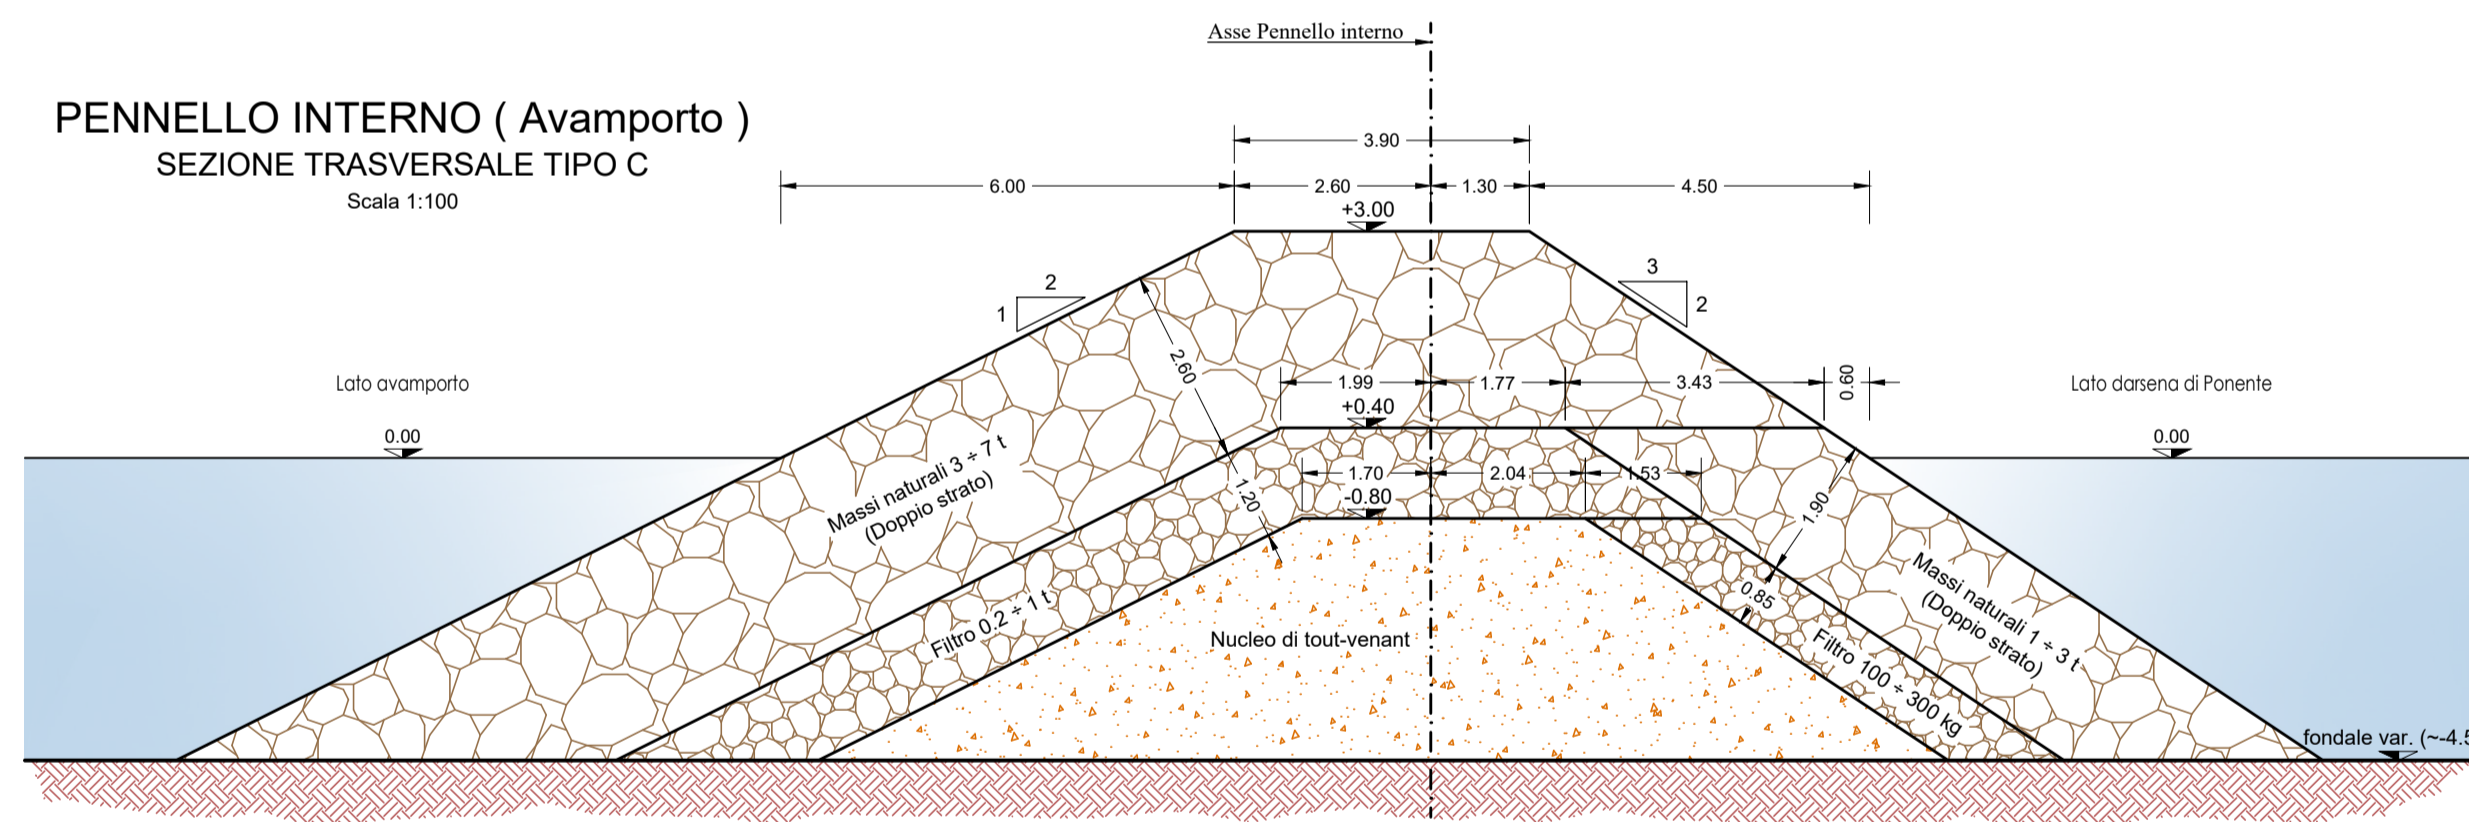 Asse Pennello interno
PENNELLO INTERNO ( Avamporto )
SEZIONE TRASVERSALE TIPO C
Scala 1:100
3.90
6.00
2.60
1.30
4.50
+3.00
2
1
3
2
2.60
1.99
1.77
3.43
0.60
+0.40
Lato avamporto
Lato darsena di Ponente
0.00
0.00
1.70
2.04
1.53
-0.80
1.20
1.90
0.85
Massi naturali 3 ÷ 7 t
(Doppio strato)
Filtro 0.2 ÷ 1 t
Nucleo di tout-venant
Massi naturali 1 ÷ 3 t
(Doppio strato)
Filtro 100 ÷ 300 kg
fondale var. (~-4.5